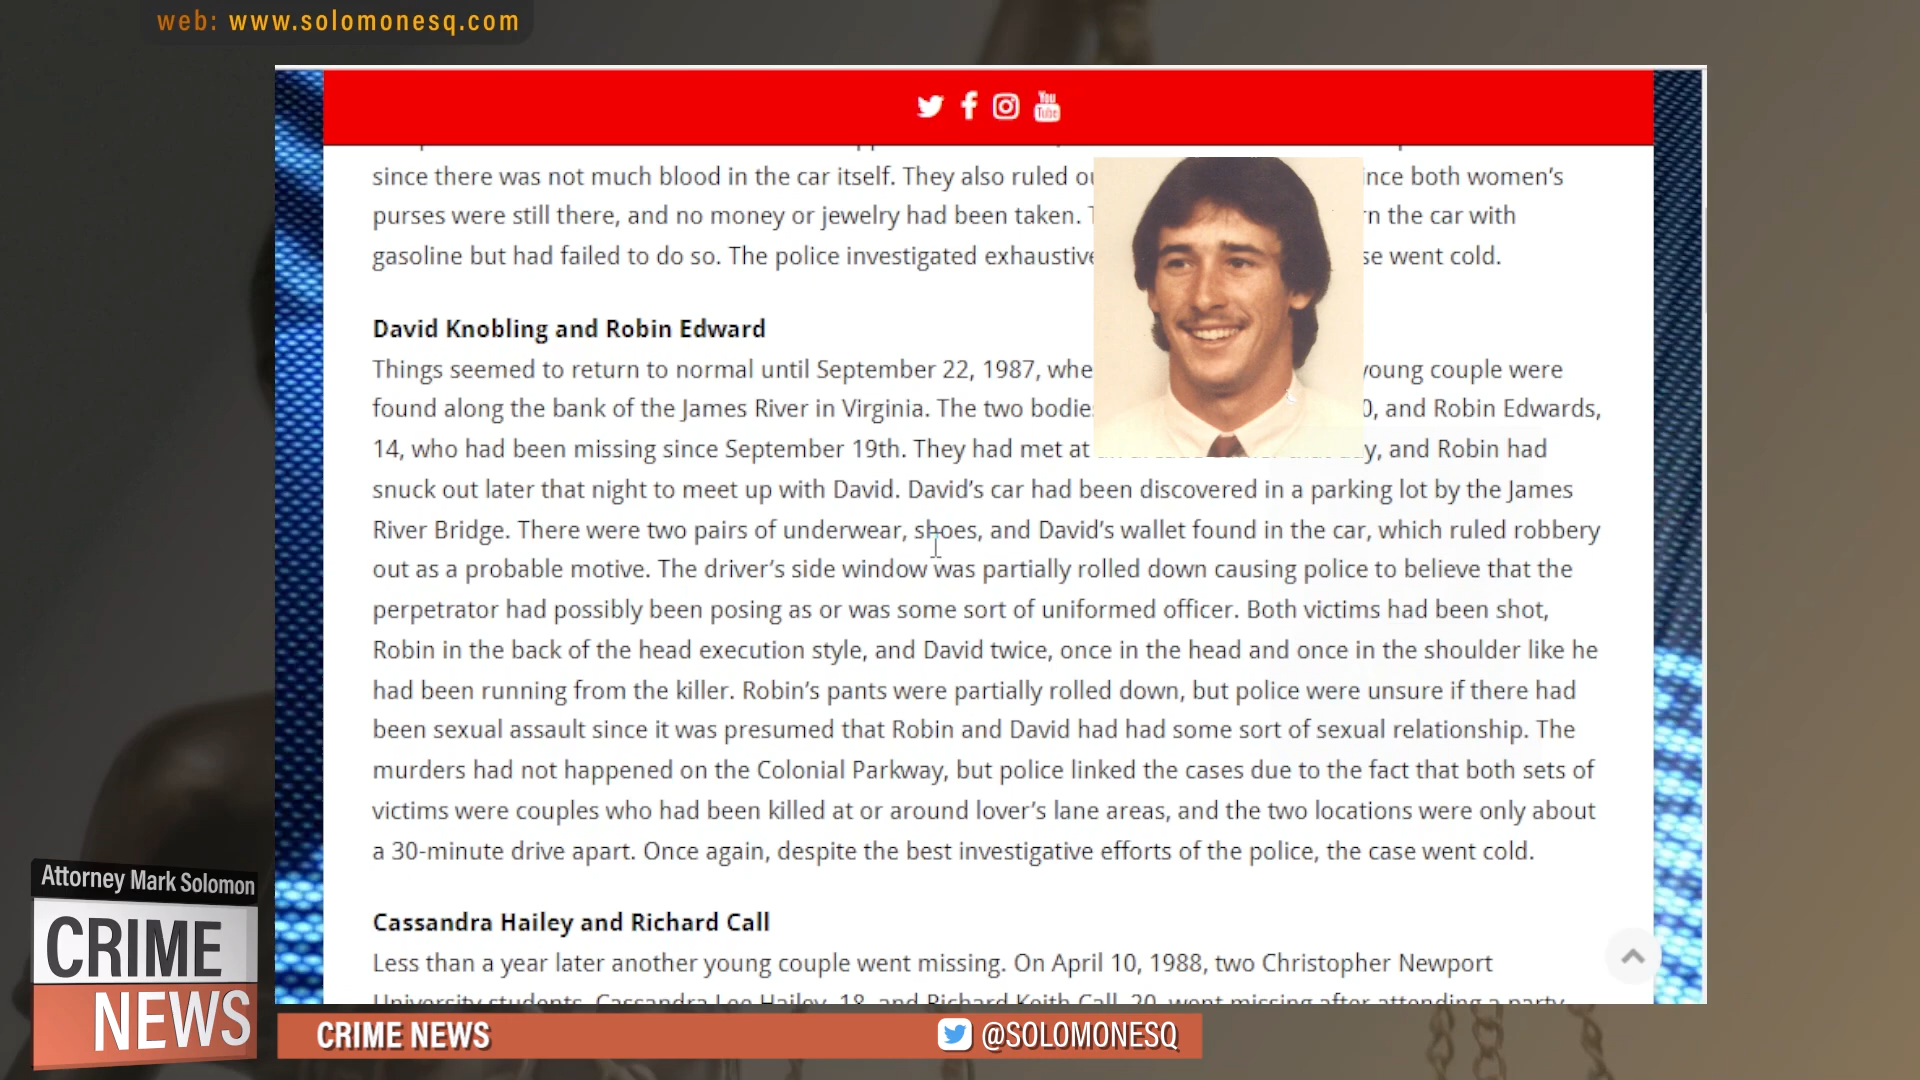 web: www.solomonesq.com
You
Tube
since there was not much blood in the car itself. They also ruled ou ince both women's
purses were still there, and no money or jewelry had been taken. rn the car with
gasoline but had failed to do so. The police investigated exhaustive se went cold.
David Knobling and Robin Edward
Things seemed to return to normal until September 22, 1987, whe young couple were
found along the bank of the James River in Virginia. The two bodies 0, and Robin Edwards,
14, who had been missing since September 19th. They had met at y, and Robin had
snuck out later that night to meet up with David. David's car had been discovered in a parking lot by the James
River Bridge. There were two pairs of underwear, shoes, and David's wallet found in the car, which ruled robbery
out as a probable motive. The driver's side window was partially rolled down causing police to believe that the
perpetrator had possibly been posing as or was some sort of uniformed officer. Both victims had been shot,
Robin in the back of the head execution style, and David twice, once in the head and once in the shoulder like he
had been running from the killer. Robin's pants were partially rolled down, but police were unsure if there had
been sexual assault since it was presumed that Robin and David had had some sort of sexual relationship. The
murders had not happened on the Colonial Parkway, but police linked the cases due to the fact that both sets of
victims were couples who had been killed at or around lover's lane areas, and the two locations were only about
a 30-minute drive apart. Once again, despite the best investigative efforts of the police, the case went cold.
Cassandra Hailey and Richard Call
Less than a year later another young couple went missing. On April 10, 1988, two Christopher Newport
University students, Cassandra Lee Hailey, 18, and Richard Keith Call, 20, went missing after attending a party
Attorney Mark Solomon
CRIME
NEWS
CRIME NEWS
@SOLOMONESQ